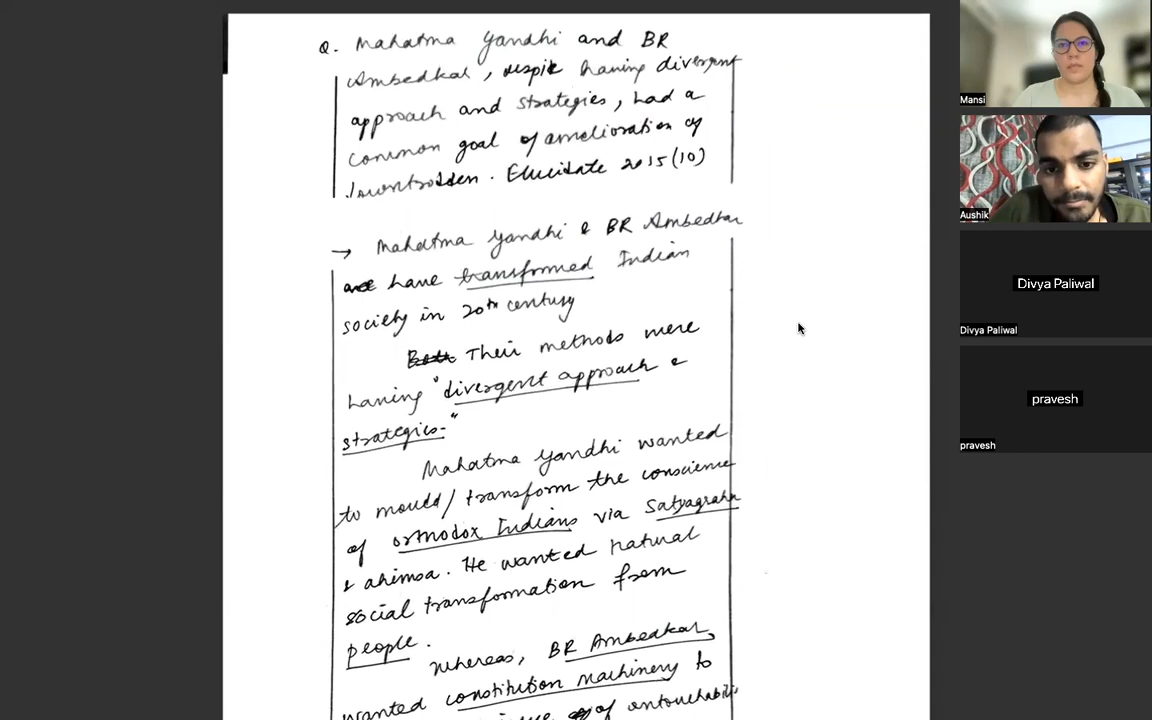 Q. Mahatma Gandhi and BR
Ambedkar, despite having divergent
approach and strategies, had a
common goal of amelioration of
downtrodden. Elucidate 2015 (10)
→ Mahatma Gandhi & BR Ambedkar
have transformed Indian
society in 20th century
Both Their methods were
having "divergent approach &
strategies."
Mahatma Gandhi wanted
to mould/transform the conscience
of orthodox Indians via Satyagraha
& ahimsa. He wanted natural
social transformation from
people.
Whereas, BR Ambedkar,
wanted constitution machinery to
of untouchability
Mansi
Aushik
Divya Paliwal
Divya Paliwal
pravesh
pravesh